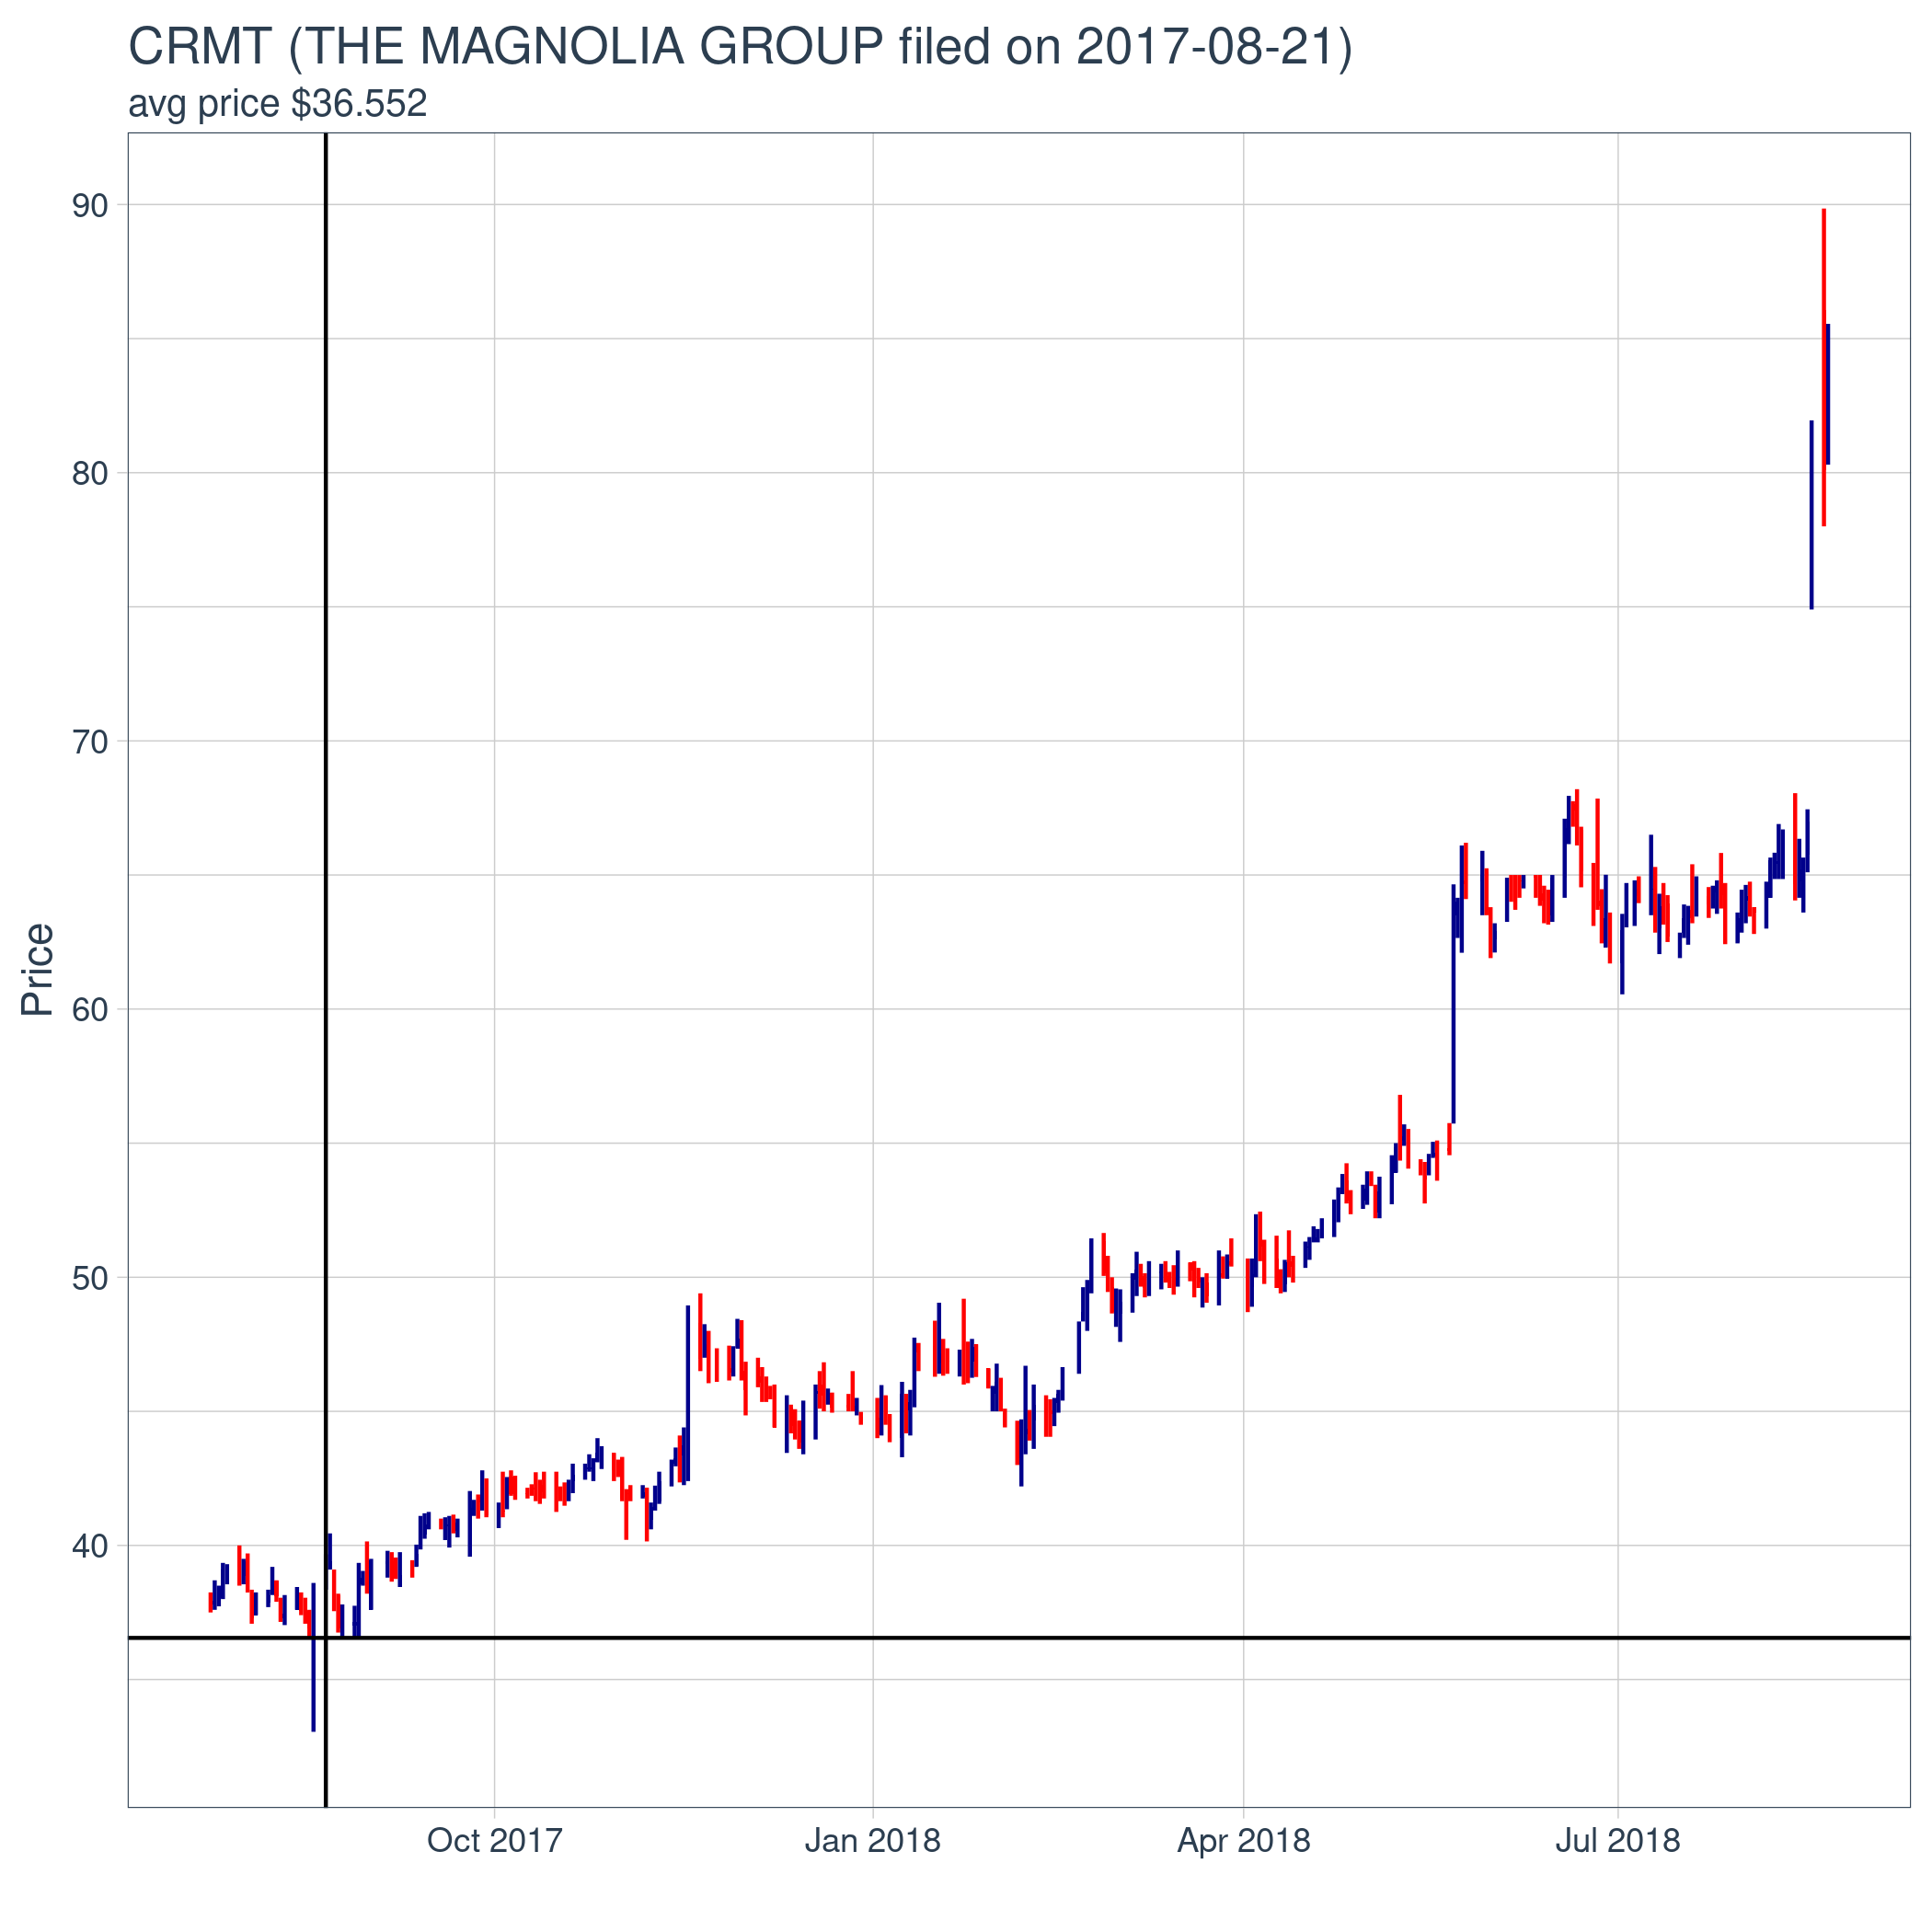 CRMT (THE MAGNOLIA GROUP filed on 2017-08-21)
avg price $36.552
90
80
70
60
50
40
Price
Oct 2017
Jan 2018
Apr 2018
Jul 2018